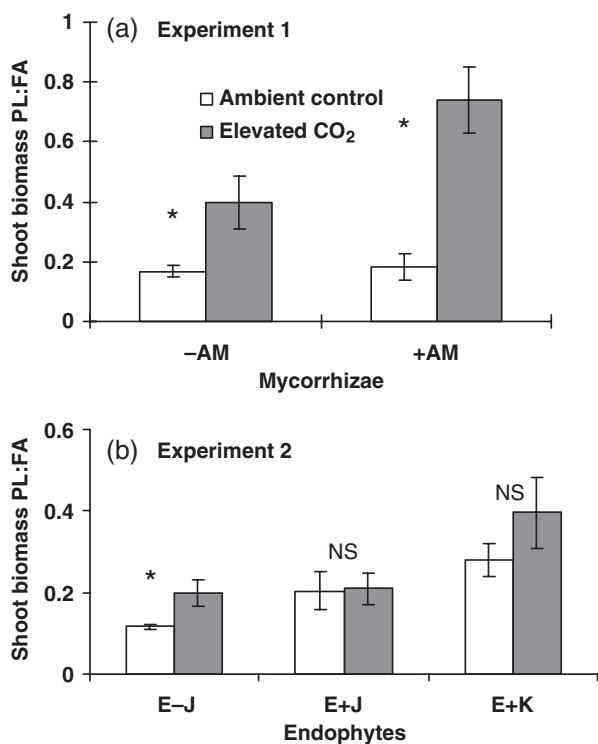 (a) Experiment 1
Shoot biomass PL:FA
1
0.8
0.6
0.4
0.2
0
Ambient control
Elevated CO₂
*
*
–AM
+AM
Mycorrhizae
(b) Experiment 2
Shoot biomass PL:FA
0.6
0.4
0.2
0
*
NS
NS
E–J
E+J
E+K
Endophytes